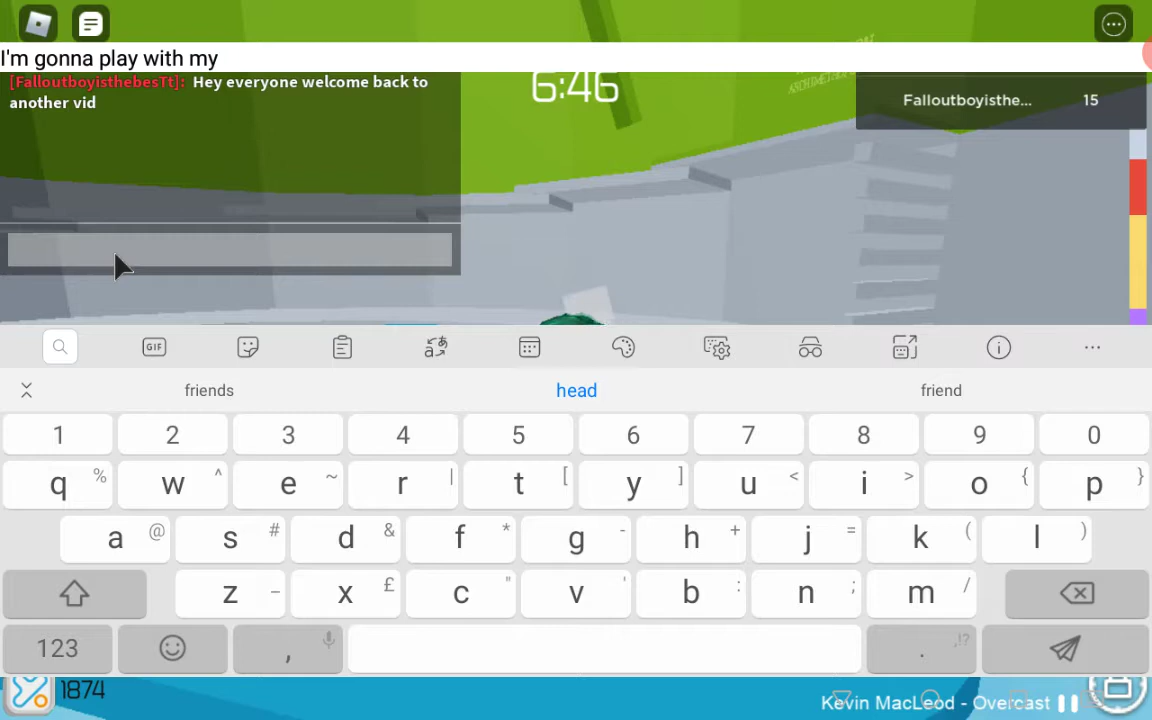 I'm gonna play with my
[FalloutboyisthebesTt]: Hey everyone welcome back to
another vid
6:46
Falloutboyisthe... 15
GIF
friends head friend
1 2 3 4 5 6 7 8 9 0
q % w ^ e ~ r | t [ y ] u < i > o { p }
a @ s # d & f * g - h + j = k ( l )
z _ x £ c " v ' b : n ; m /
123 , . ,!?
1874
Kevin MacLeod - Overcast